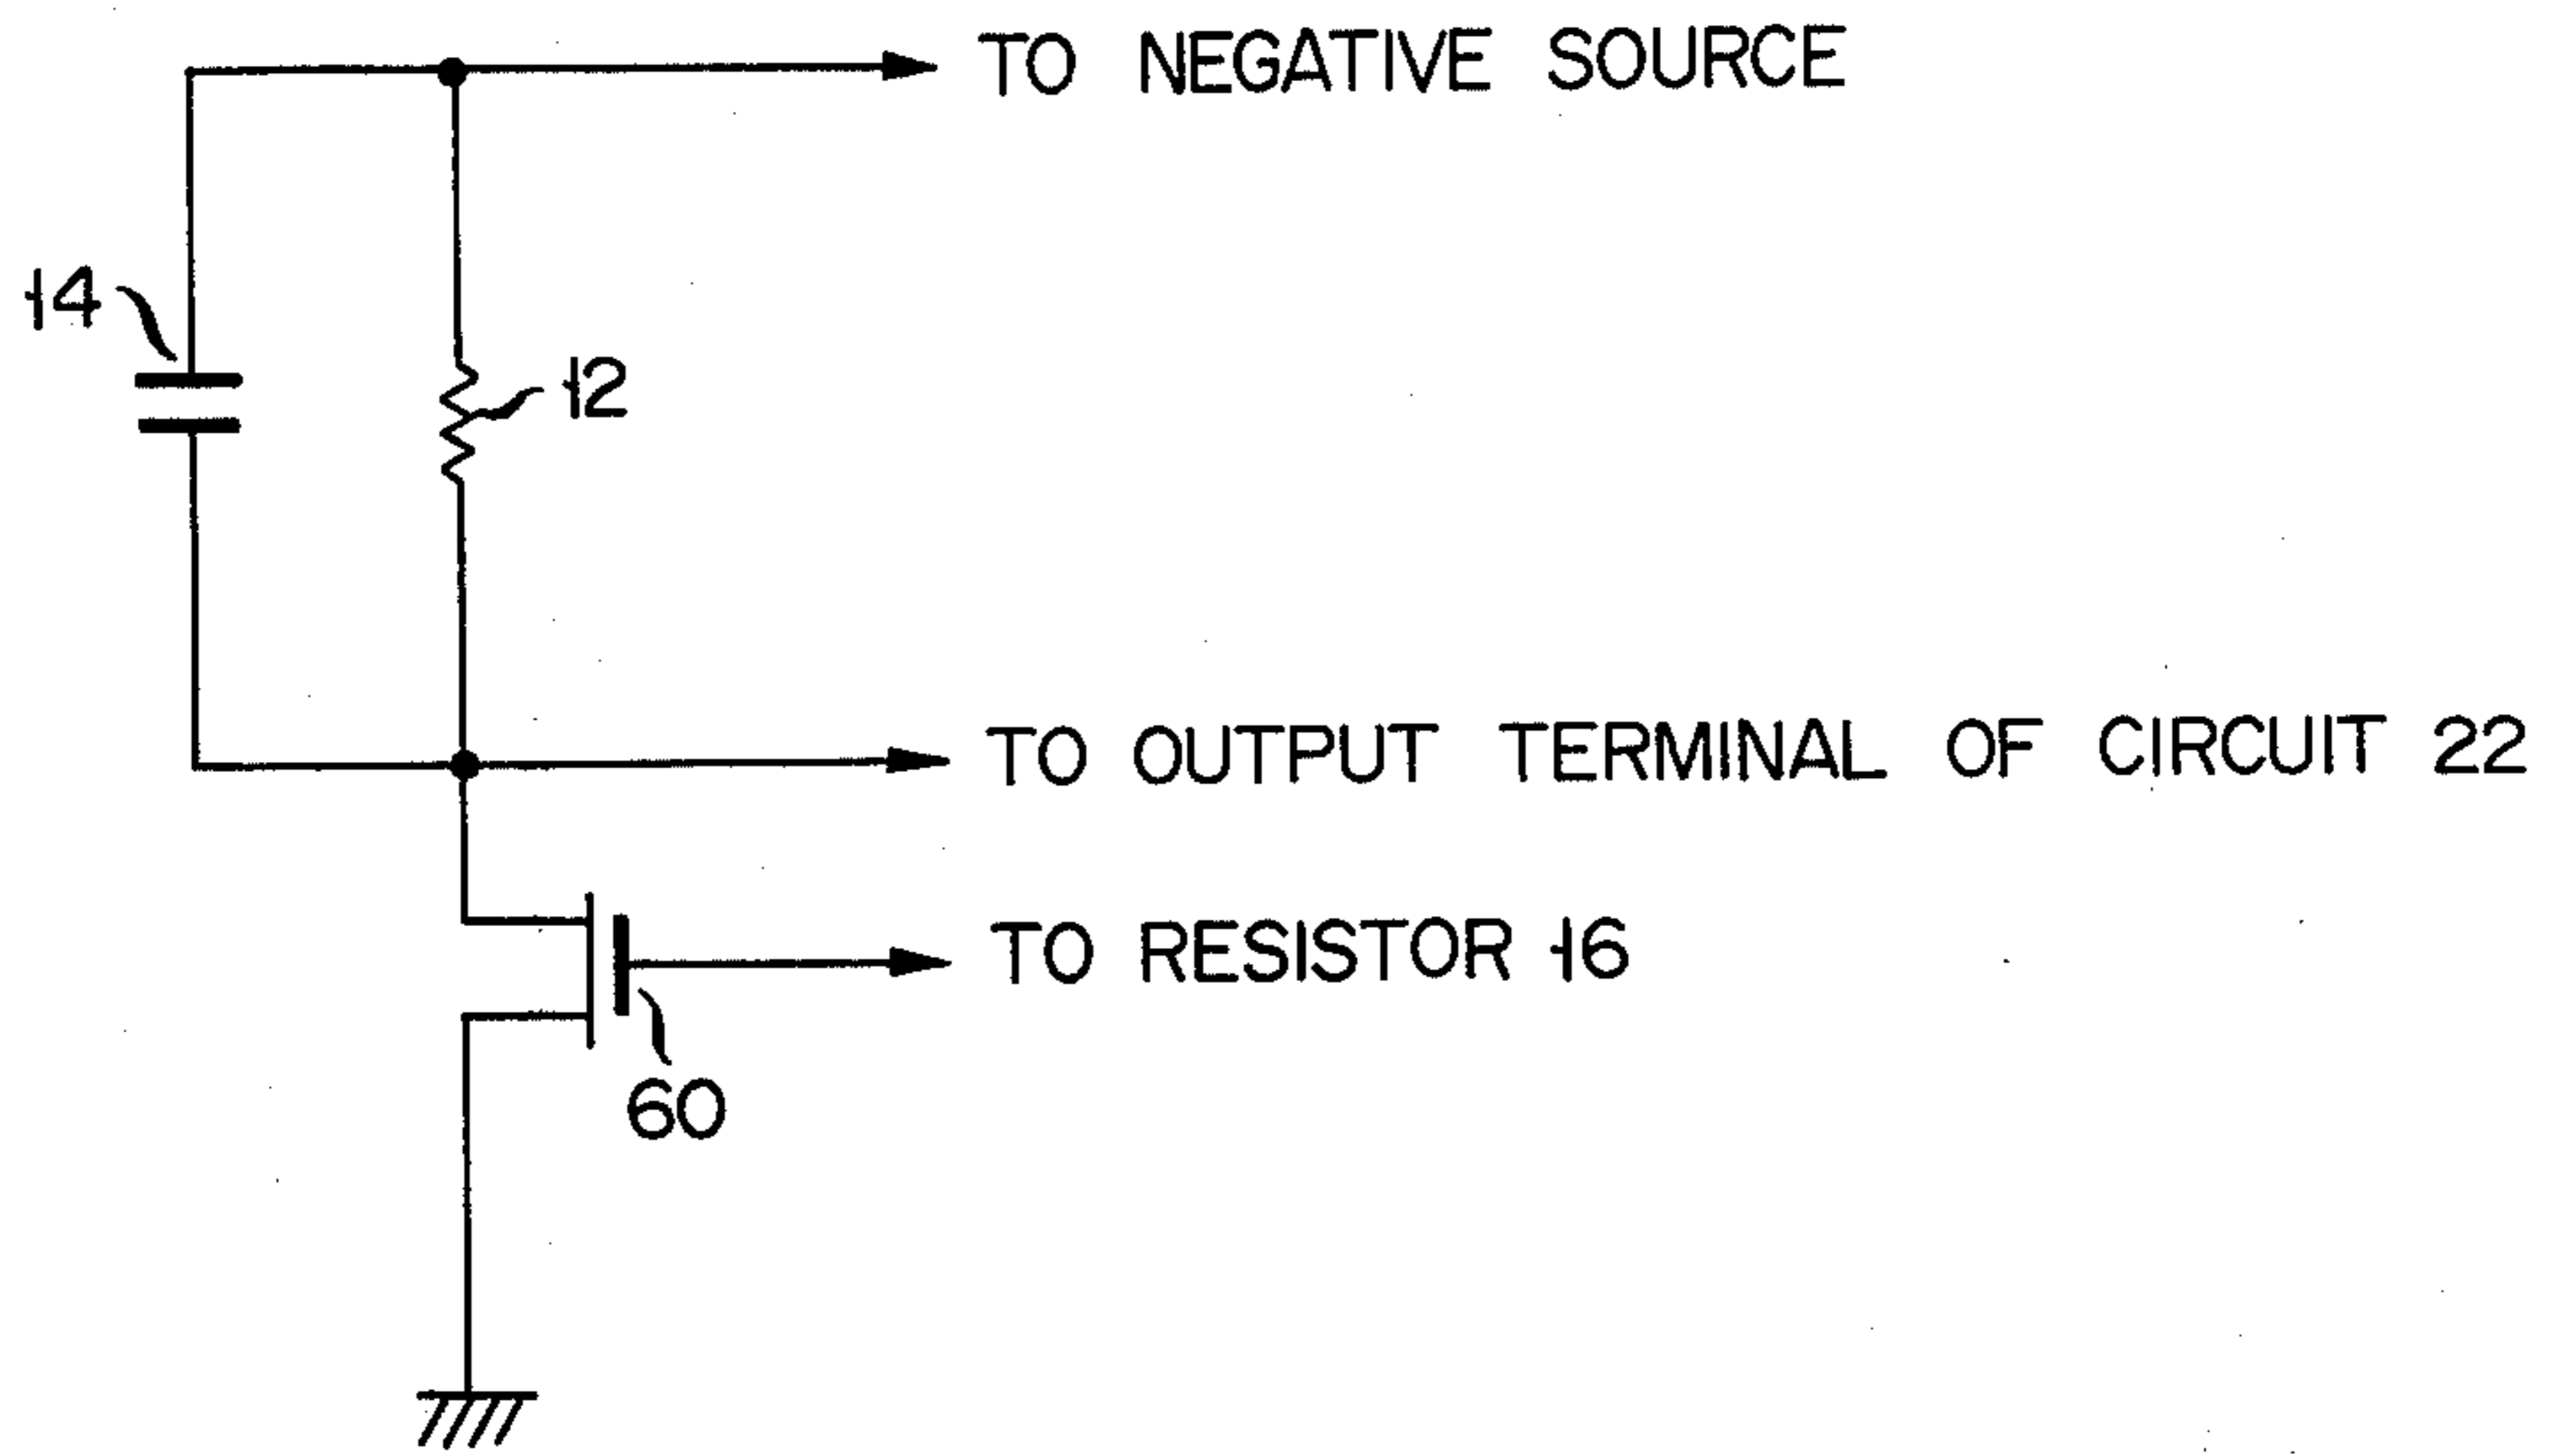 TO NEGATIVE SOURCE
14
12
TO OUTPUT TERMINAL OF CIRCUIT 22
TO RESISTOR 16
60